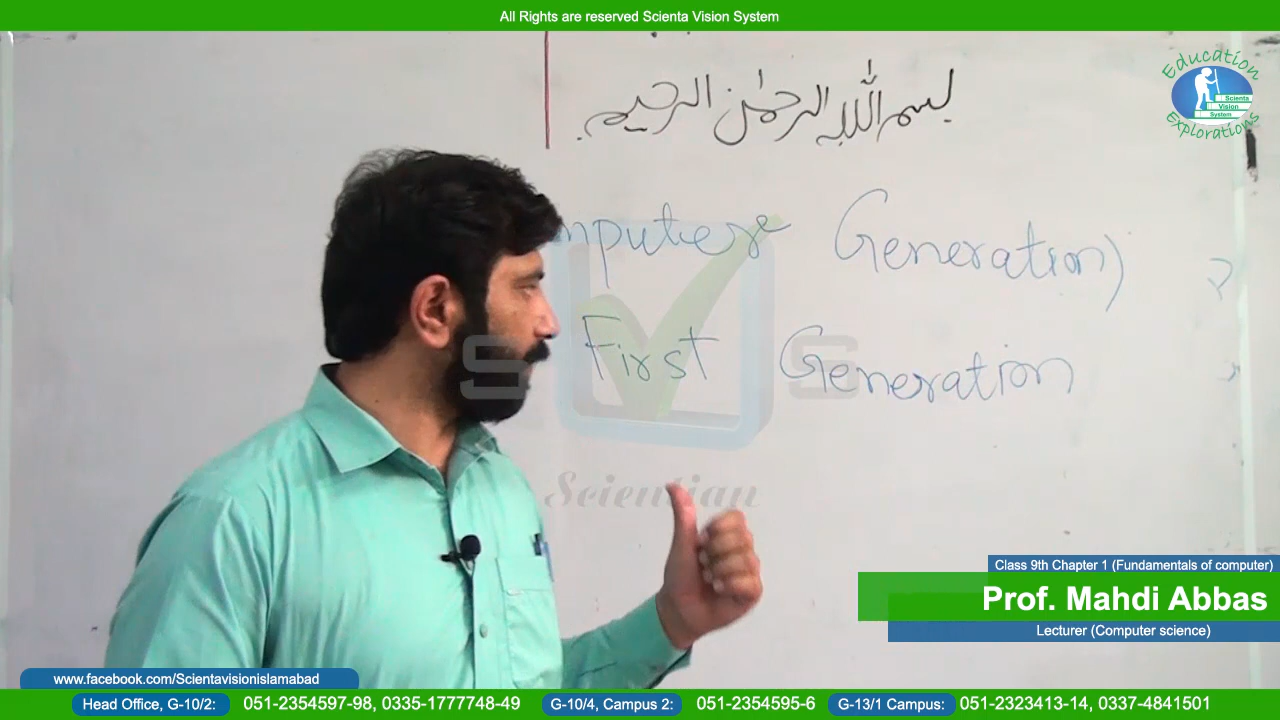 All Rights are reserved Scienta Vision System
بسم اللہ الرحمٰن الرحیم
Education
Scienta
Vision
System
Explorations
mputer Generation)
First Generation
S S
Scientian
Class 9th Chapter 1 (Fundamentals of computer)
Prof. Mahdi Abbas
Lecturer (Computer science)
www.facebook.com/Scientavisionislamabad
Head Office, G-10/2: 051-2354597-98, 0335-1777748-49 G-10/4, Campus 2: 051-2354595-6 G-13/1 Campus: 051-2323413-14, 0337-4841501